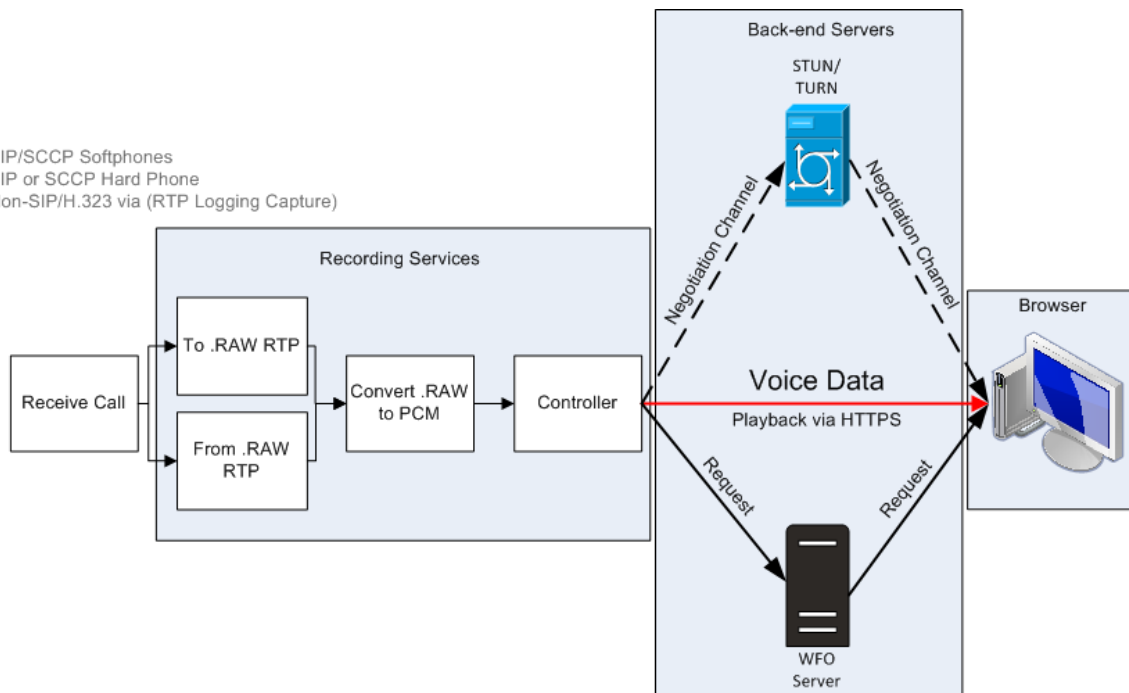 Back-end Servers
STUN/
TURN
IP/SCCP Softphones
IP or SCCP Hard Phone
on-SIP/H.323 via (RTP Logging Capture)
Negotiation Channel
Negotiation Channel
Recording Services
Browser
To .RAW RTP
Receive Call
Convert .RAW
to PCM
Controller
Voice Data
Playback via HTTPS
From .RAW
RTP
Request
Request
WFO
Server